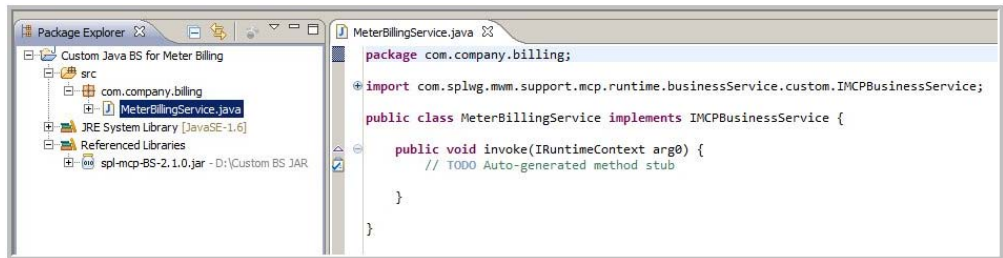 Package Explorer
Custom Java BS for Meter Billing
src
com.company.billing
MeterBillingService.java
JRE System Library [JavaSE-1.6]
Referenced Libraries
spl-mcp-BS-2.1.0.jar - D:\Custom BS JAR
MeterBillingService.java
package com.company.billing;
import com.splwg.mwm.support.mcp.runtime.businessService.custom.IMCPBusinessService;
public class MeterBillingService implements IMCPBusinessService {
public void invoke(IRuntimeContext arg0) {
// TODO Auto-generated method stub
}
}